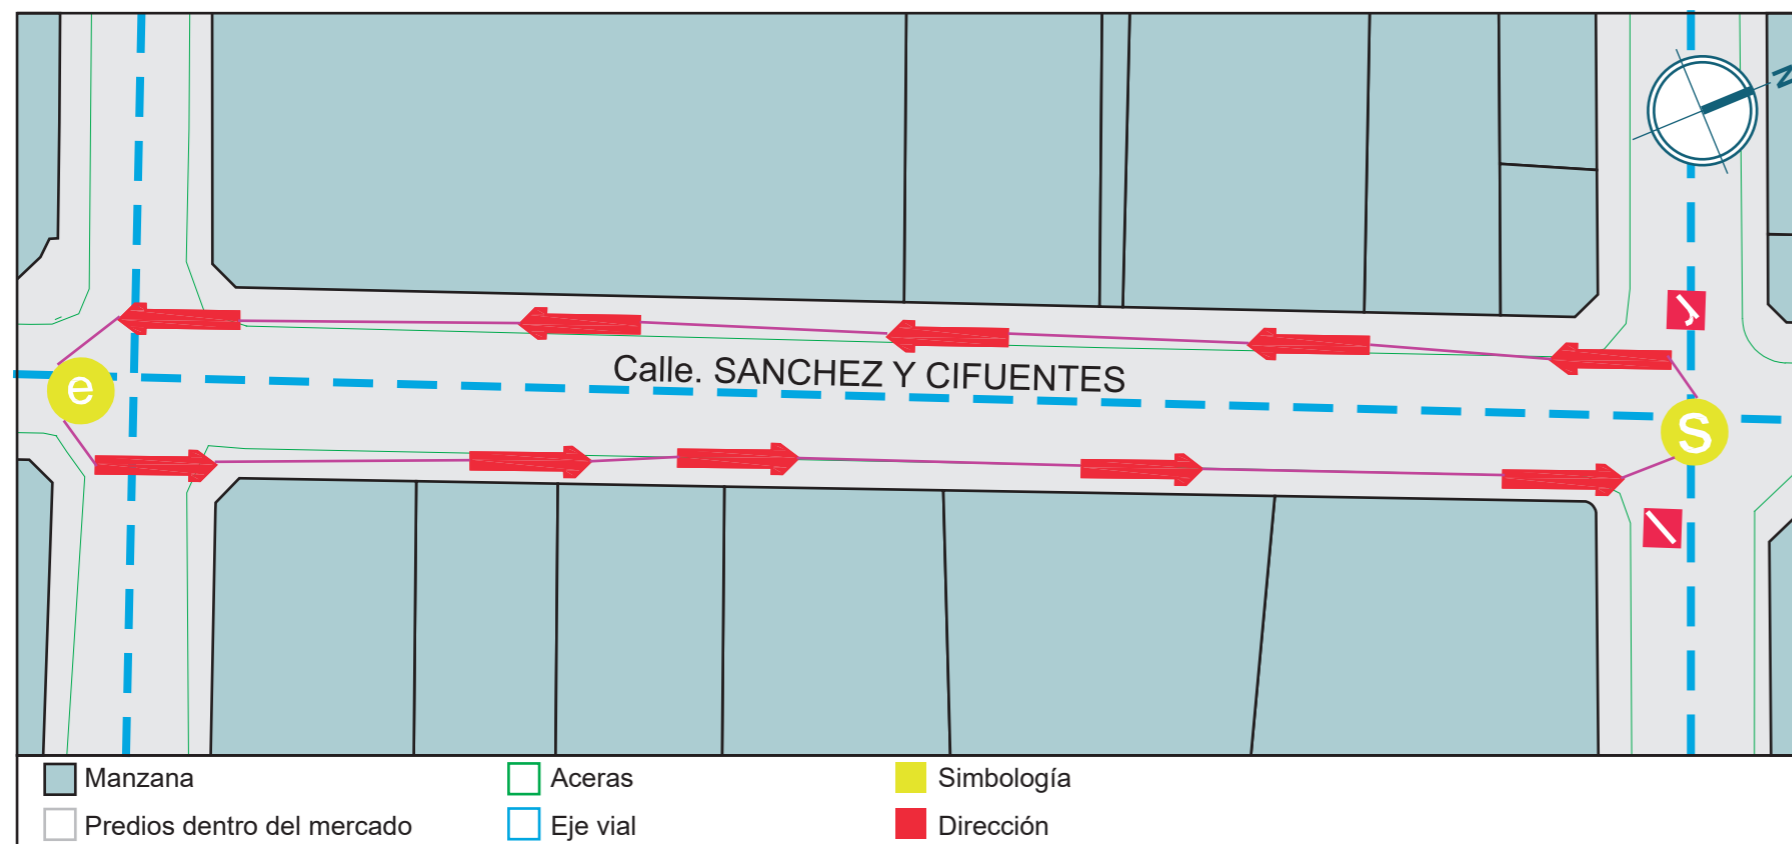 N
Calle. SANCHEZ Y CIFUENTES
e
S
Manzana
Aceras
Simbología
Predios dentro del mercado
Eje vial
Dirección